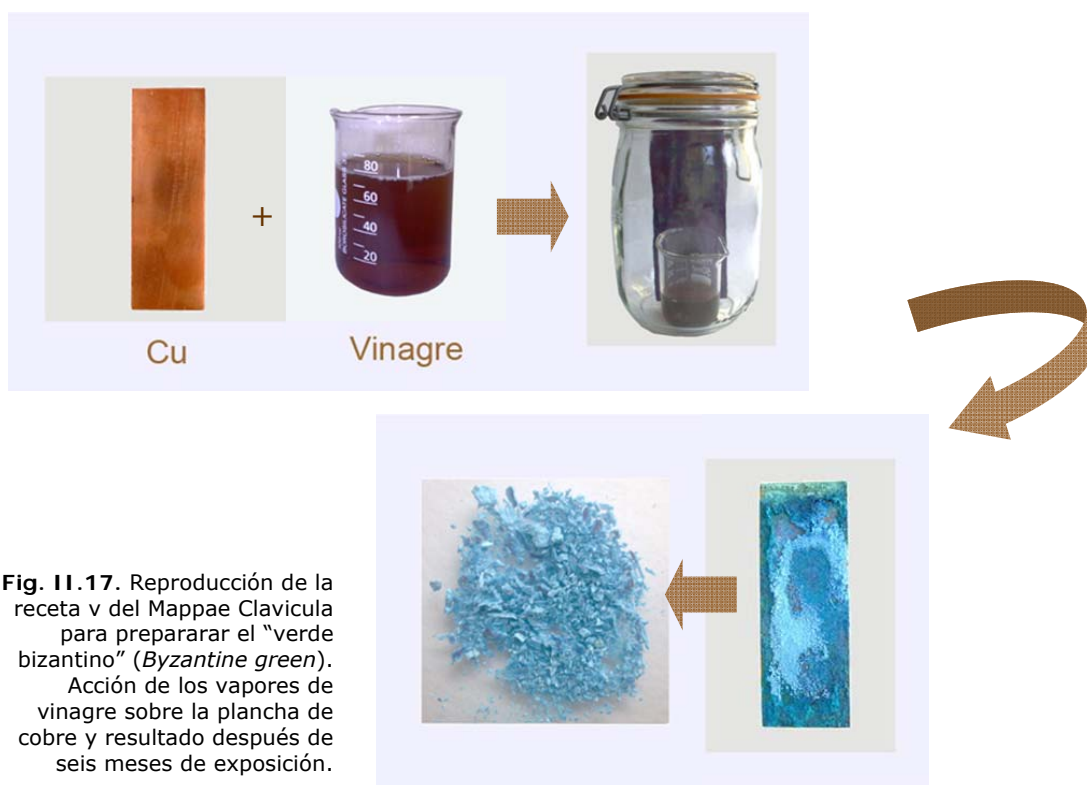 +
80
60
40
20
Cu
Vinagre
Fig. II.17. Reproducción de la
receta v del Mappae Clavicula
para prepararar el “verde
bizantino” (Byzantine green).
Acción de los vapores de
vinagre sobre la plancha de
cobre y resultado después de
seis meses de exposición.